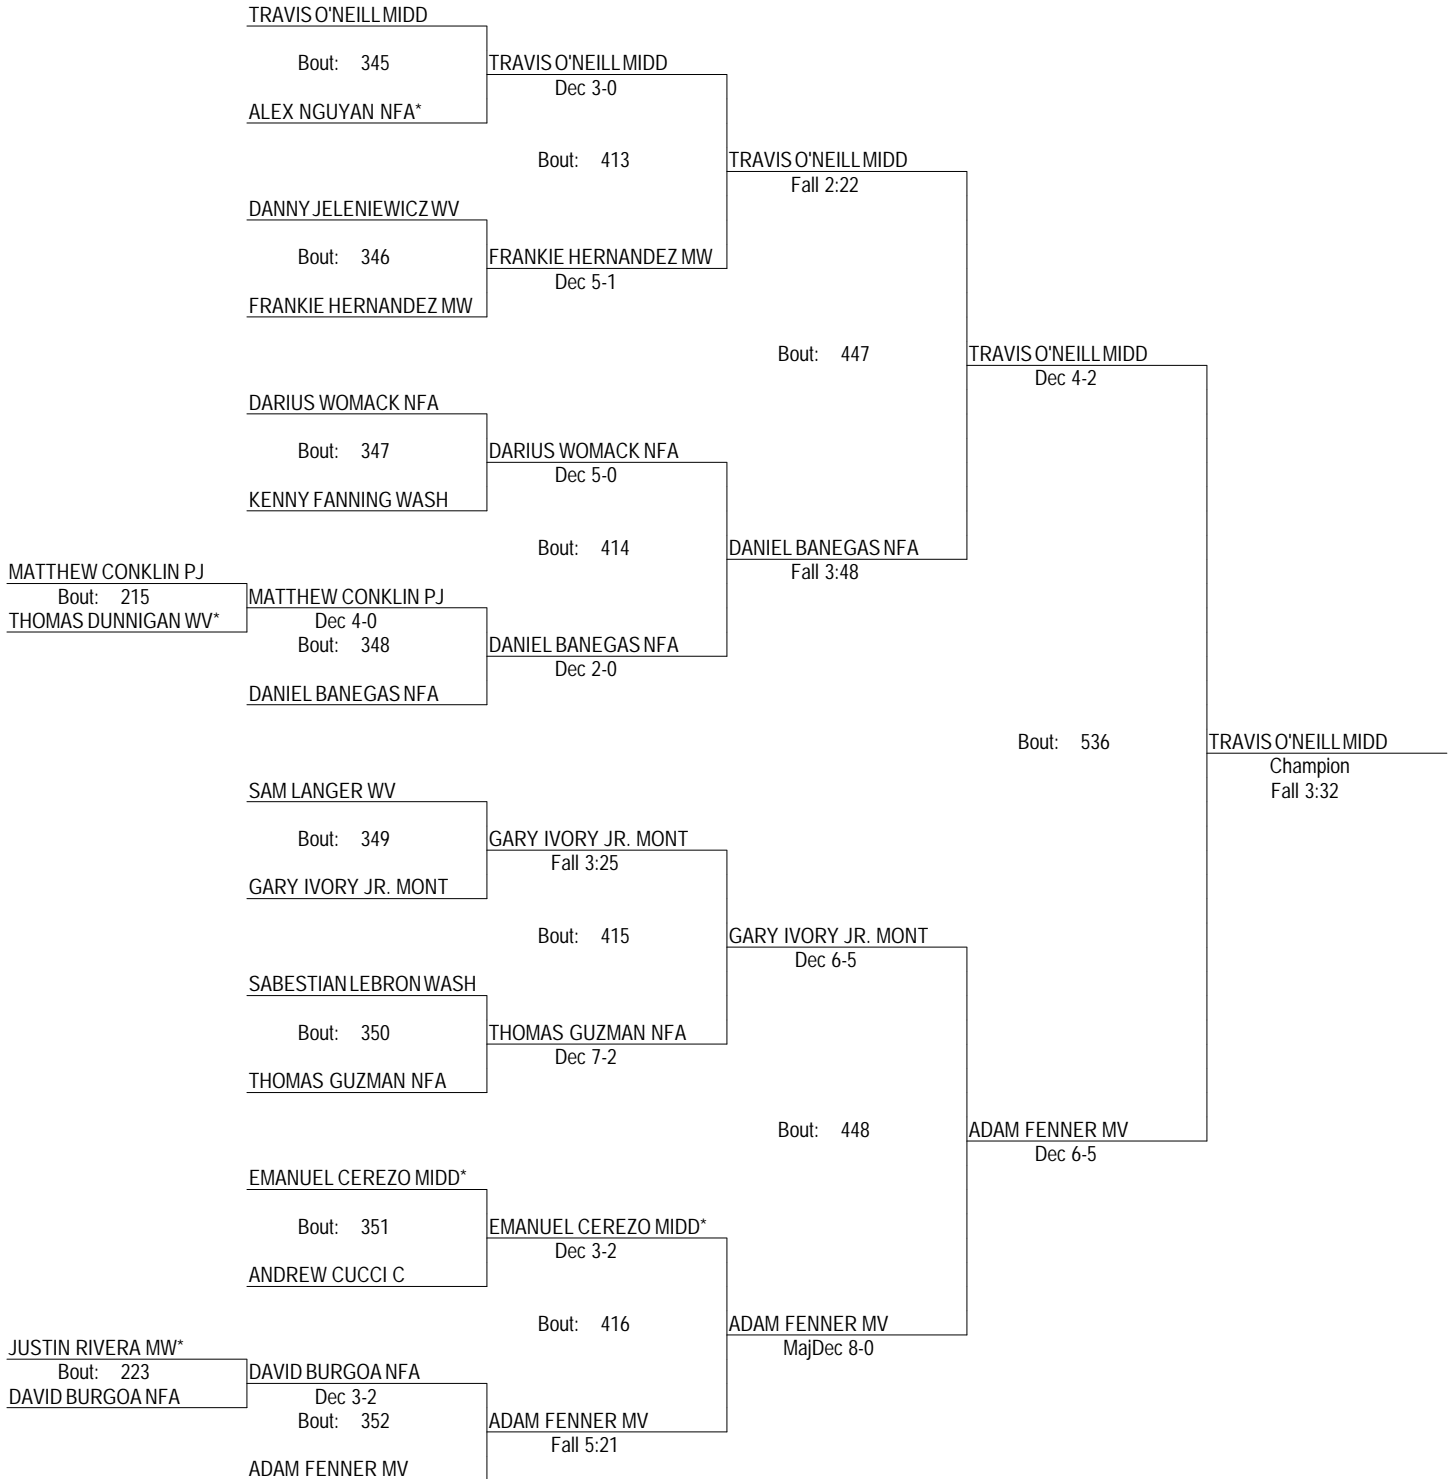 TRAVIS O'NEILL MIDD
Bout: 345
TRAVIS O'NEILL MIDD
Dec 3-0
ALEX NGUYAN NFA*
Bout: 413
TRAVIS O'NEILL MIDD
Fall 2:22
DANNY JELENIEWICZ WV
Bout: 346
FRANKIE HERNANDEZ MW
Dec 5-1
FRANKIE HERNANDEZ MW
Bout: 447
TRAVIS O'NEILL MIDD
Dec 4-2
DARIUS WOMACK NFA
Bout: 347
DARIUS WOMACK NFA
Dec 5-0
KENNY FANNING WASH
Bout: 414
DANIEL BANEGAS NFA
Fall 3:48
MATTHEW CONKLIN PJ
Bout: 215
MATTHEW CONKLIN PJ
THOMAS DUNNIGAN WV*
Dec 4-0
Bout: 348
DANIEL BANEGAS NFA
Dec 2-0
DANIEL BANEGAS NFA
Bout: 536
TRAVIS O'NEILL MIDD
Champion
Fall 3:32
SAM LANGER WV
Bout: 349
GARY IVORY JR. MONT
Fall 3:25
GARY IVORY JR. MONT
Bout: 415
GARY IVORY JR. MONT
Dec 6-5
SABESTIAN LEBRON WASH
Bout: 350
THOMAS GUZMAN NFA
Dec 7-2
THOMAS GUZMAN NFA
Bout: 448
ADAM FENNER MV
Dec 6-5
EMANUEL CEREZO MIDD*
Bout: 351
EMANUEL CEREZO MIDD*
Dec 3-2
ANDREW CUCCI C
Bout: 416
ADAM FENNER MV
MajDec 8-0
JUSTIN RIVERA MW*
Bout: 223
DAVID BURGOA NFA
DAVID BURGOA NFA
Dec 3-2
Bout: 352
ADAM FENNER MV
Fall 5:21
ADAM FENNER MV